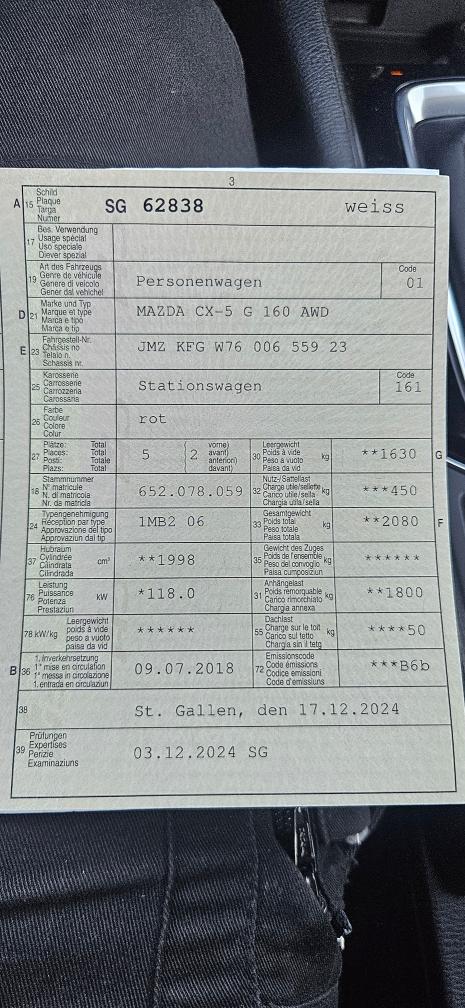 3
A 15 Schild Plaque Targa Numer SG 62838 weiss
17 Bes. Verwendung
Usage spécial
Uso speciale
Diever spezial
19 Art des Fahrzeugs
Genre de véhicule
Genere di veicolo
Gener dal vehichel
Personenwagen
Code
01
D 21 Marke und Typ
Marque et type
Marca e tipo
Marca e tip
MAZDA CX-5 G 160 AWD
E 23 Fahrgestell-Nr.
Châssis no
Telaio n.
Schassis nr.
JMZ KFG W76 006 559 23
25 Karosserie
Carrosserie
Carrozzeria
Carossaria
Stationswagen
Code
161
26 Farbe
Couleur
Colore
Colur
rot
27 Plätze: Total
Places: Total
Posti: Totale
Plazs: Total
5 ( 2 vorne)
avant)
anteriori)
davant)
30 Leergewicht
Poids à vide
Peso a vuoto
Paisa da vid
kg
**1630 G
18 Stammnummer
N° matricule
N. di matricola
Nr. da matricla
652.078.059
32 Nutz-/Sattellast
Charge utile/sellette
Carico utile/sella
Chargia utila/sella
kg
***450
24 Typengenehmigung
Réception par type
Approvazione del tipo
Approvaziun dal tip
1MB2 06
33 Gesamtgewicht
Poids total
Peso totale
Paisa totala
kg
**2080 F
37 Hubraum
Cylindrée
Cilindrata
Cilindrada
cm³
**1998
35 Gewicht des Zuges
Poids de l'ensemble
Peso del convoglio
Paisa cumposiziun
kg
******
76 Leistung
Puissance
Potenza
Prestaziun
kW
*118.0
31 Anhängelast
Poids remorquable
Carico rimorchiato
Chargia annexa
kg
**1800
78 kW/kg Leergewicht
poids à vide
peso a vuoto
paisa da vid
******
55 Dachlast
Charge sur le toit
Carico sul tetto
Chargia sin il tetg
kg
****50
B 36 1. Inverkehrsetzung
1re mise en circulation
1a messa in circolazione
1. entrada en circulaziun
09.07.2018
72 Emissionscode
Code émissions
Codice emissioni
Code d'emissiuns
***B6b
38 St. Gallen, den 17.12.2024
39 Prüfungen
Expertises
Perizie
Examinaziuns
03.12.2024 SG